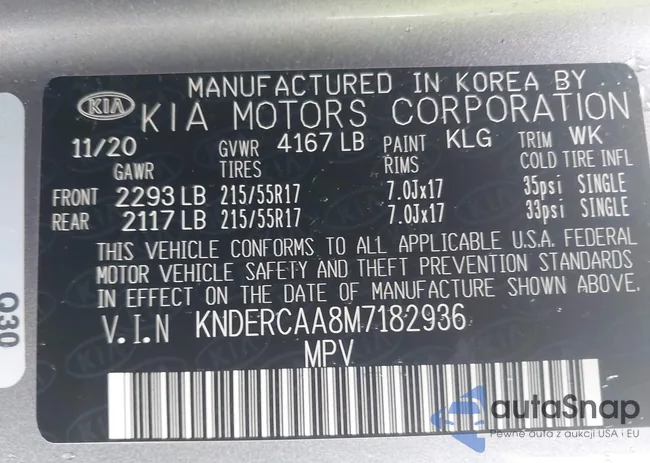 MANUFACTURED IN KOREA BY
KIA KIA MOTORS CORPORATION
11/20 GVWR 4167 LB PAINT KLG TRIM WK
GAWR TIRES RIMS COLD TIRE INFL
FRONT 2293 LB 215/55R17 7.0Jx17 35psi SINGLE
REAR 2117 LB 215/55R17 7.0Jx17 33psi SINGLE
THIS VEHICLE CONFORMS TO ALL APPLICABLE U.S.A. FEDERAL
MOTOR VEHICLE SAFETY AND THEFT PREVENTION STANDARDS
IN EFFECT ON THE DATE OF MANUFACTURE SHOWN ABOVE.
V.I.N KNDERCAA8M7182936
MPV
Q30
autaSnap
Pewne auta z aukcji USA i EU